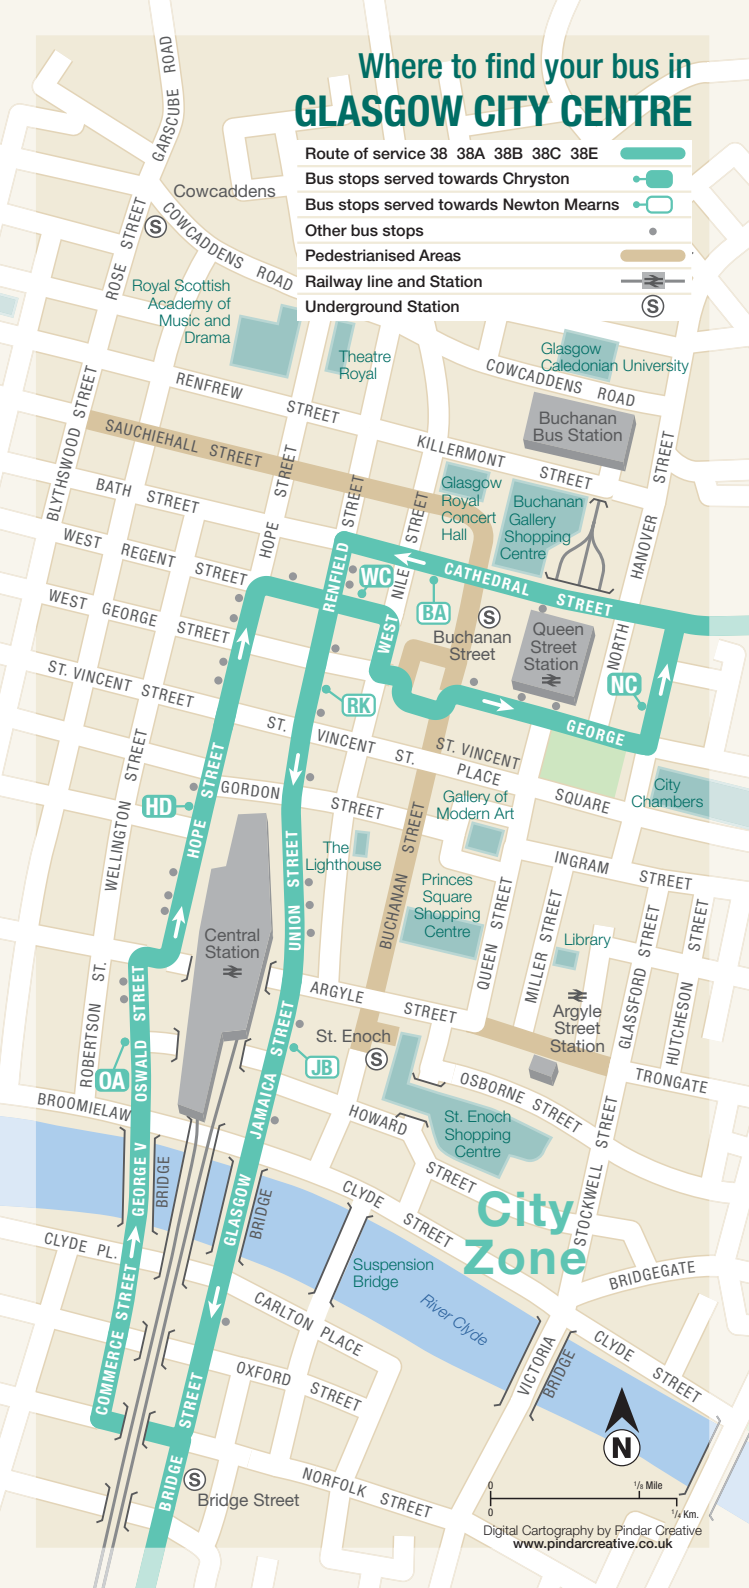 Where to find your bus in
GLASGOW CITY CENTRE
Route of service 38 38A 38B 38C 38E
Bus stops served towards Chryston
Bus stops served towards Newton Mearns
Other bus stops
Pedestrianised Areas
Railway line and Station
Underground Station
S
GARSCUBE ROAD
Cowcaddens
S
COWCADDENS ROAD
ROSE STREET
Royal Scottish
Academy of
Music and
Drama
Theatre
Royal
Glasgow
Caledonian University
COWCADDENS ROAD
Buchanan
Bus Station
RENFREW STREET
KILLERMONT STREET
BLYTHSWOOD STREET
SAUCHIEHALL STREET
HOPE STREET
BATH STREET
WEST REGENT STREET
WEST GEORGE STREET
ST. VINCENT STREET
Glasgow
Royal
Concert
Hall
Buchanan
Gallery
Shopping
Centre
HANOVER STREET
NORTH
RENFIELD
STREET
WEST
NILE
STREET
CATHEDRAL STREET
WC
BA
S
Buchanan
Street
Queen
Street
Station
NC
RK
GEORGE
SQUARE
ST. VINCENT ST.
ST. VINCENT
PLACE
City
Chambers
HD
HOPE STREET
GORDON STREET
WELLINGTON STREET
UNION STREET
The
Lighthouse
Gallery of
Modern Art
Princes
Square
Shopping
Centre
BUCHANAN STREET
QUEEN STREET
MILLER STREET
INGRAM STREET
Library
GLASSFORD STREET
HUTCHESON STREET
Central
Station
ARGYLE STREET
Argyle
Street
Station
TRONGATE
ROBERTSON ST.
OSWALD STREET
OA
St. Enoch
S
JB
JAMAICA STREET
BROOMIELAW
OSBORNE STREET
HOWARD STREET
St. Enoch
Shopping
Centre
STOCKWELL STREET
GEORGE V
BRIDGE
GLASGOW
BRIDGE
CLYDE STREET
City
Zone
BRIDGEGATE
CLYDE PL.
Suspension
Bridge
River Clyde
CARLTON PLACE
COMMERCE STREET
OXFORD STREET
VICTORIA
BRIDGE
CLYDE STREET
BRIDGE STREET
S
Bridge Street
NORFOLK STREET
N
0
1/8 Mile
0
1/4 Km.
Digital Cartography by Pindar Creative
www.pindarcreative.co.uk